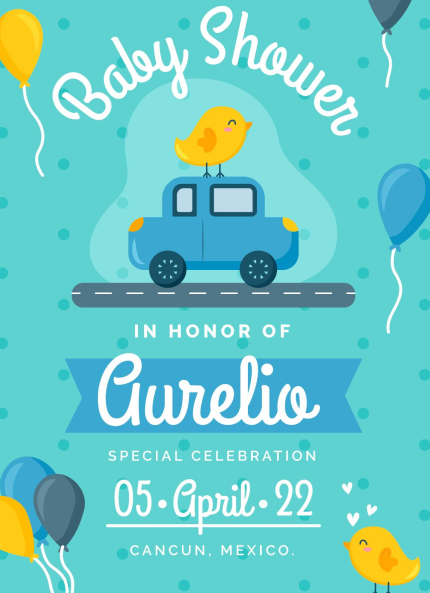 Baby Shower
IN HONOR OF
Aurelio
SPECIAL CELEBRATION
05 • April • 22
CANCUN, MEXICO.